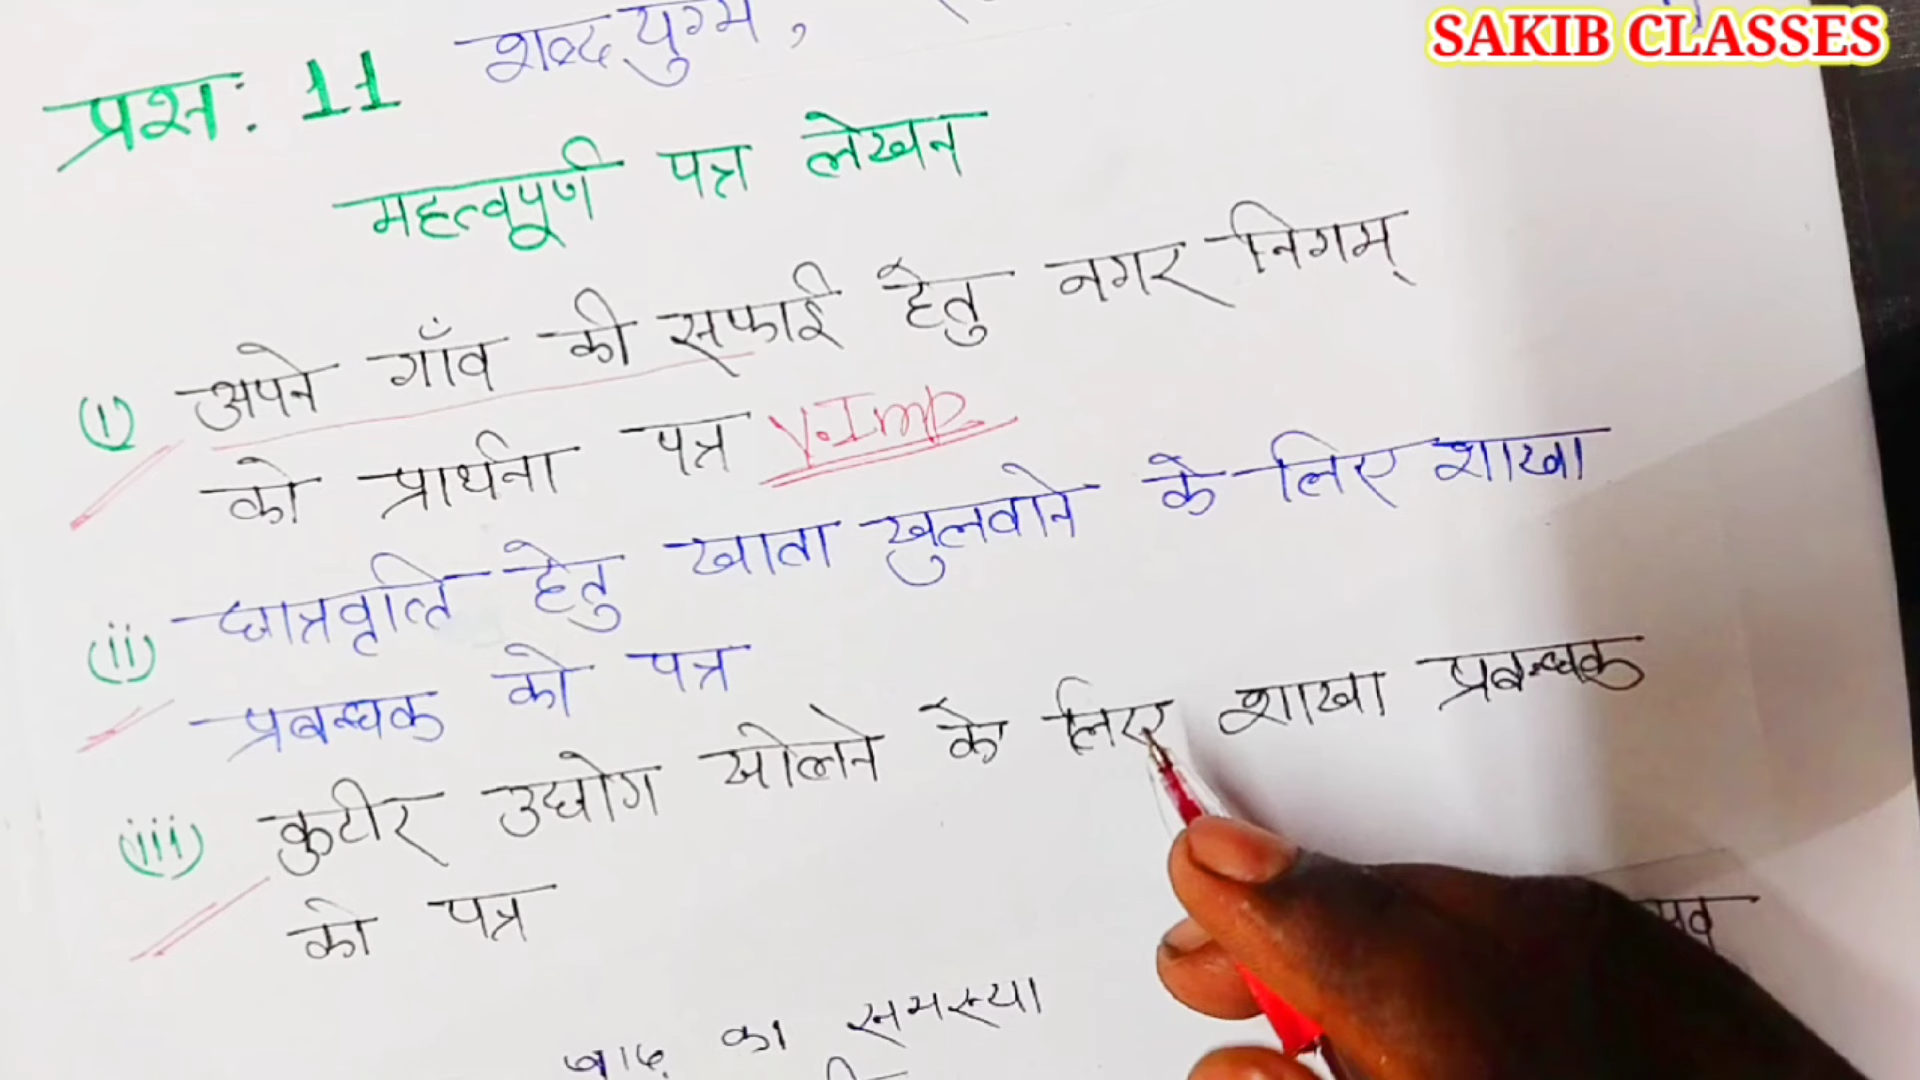 SAKIB CLASSES
शब्द युग्म,
प्रश्न: 11
महत्वपूर्ण पत्र लेखन
(i) अपने गाँव की सफाई हेतु नगर निगम्
को प्रार्थना पत्र V.Imp.
(ii) छात्रवृत्ति हेतु खाता खुलवाने के लिए शाखा
प्रबन्धक को पत्र
(iii) कुटीर उद्योग खोलने के लिए शाखा प्रबन्धक
को पत्र
बाढ़ का समस्या